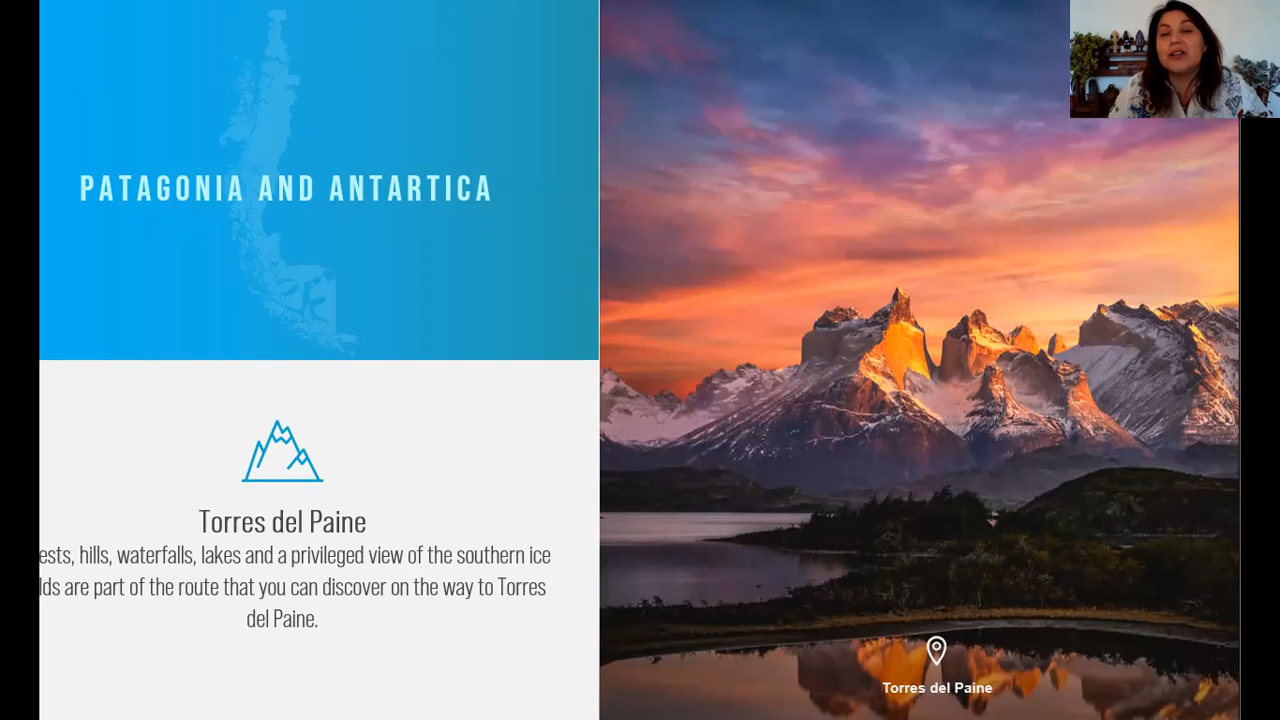 PATAGONIA AND ANTARTICA
Torres del Paine
ests, hills, waterfalls, lakes and a privileged view of the southern ice
lds are part of the route that you can discover on the way to Torres
del Paine.
Torres del Paine